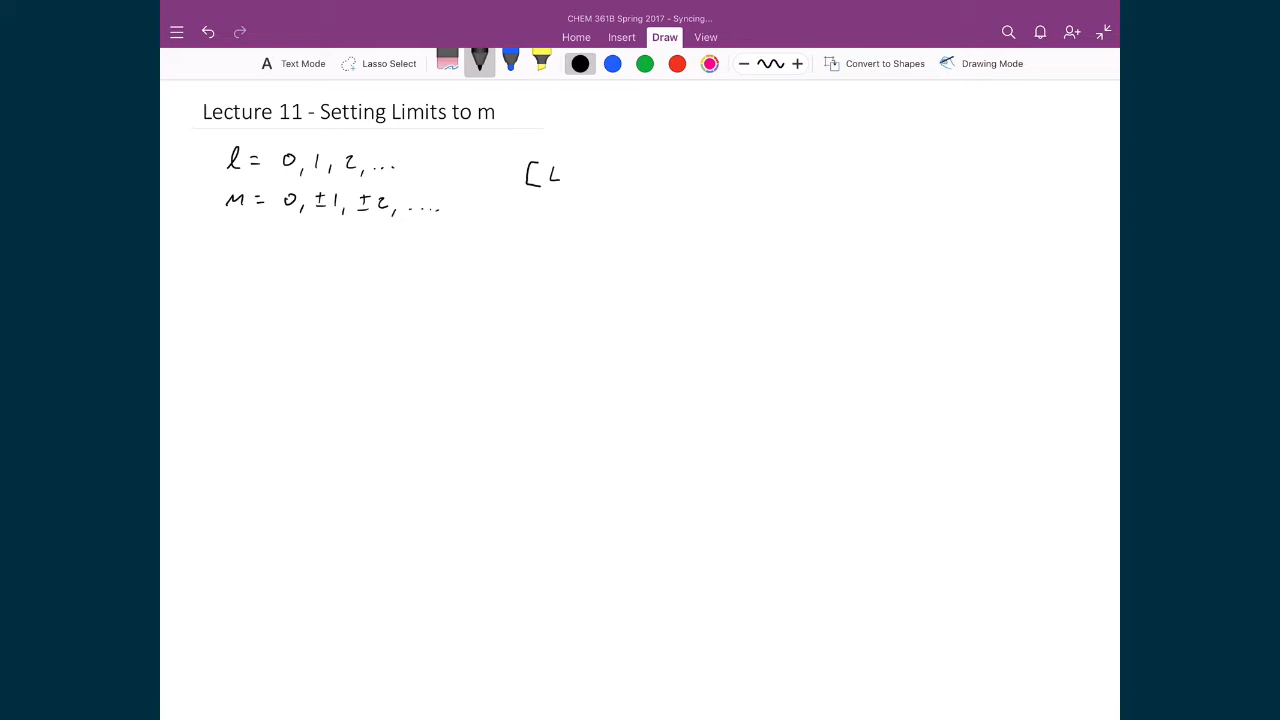 CHEM 361B Spring 2017 - Syncing...
Home Insert Draw View
A Text Mode Lasso Select Convert to Shapes Drawing Mode
Lecture 11 - Setting Limits to m
l = 0, 1, 2, ...
m = 0, ±1, ±2, ....
[L